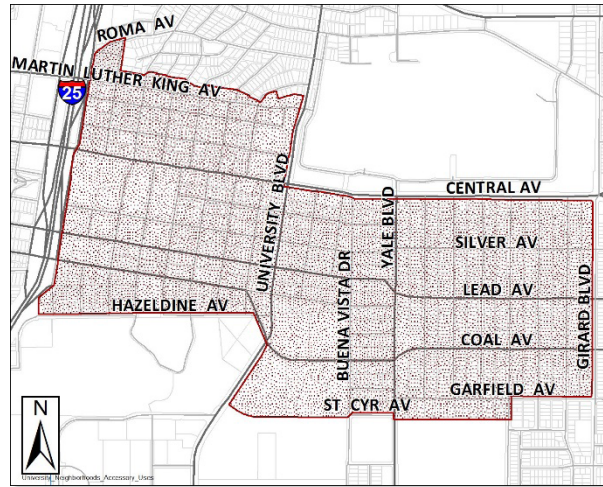 ROMA AV
MARTIN LUTHER KING AV
25
CENTRAL AV
UNIVERSITY BLVD
YALE BLVD
SILVER AV
BUENA VISTA DR
LEAD AV
GIRARD BLVD
HAZELDINE AV
COAL AV
GARFIELD AV
ST CYR AV
N
University_Neighborhoods_Accessory_Uses